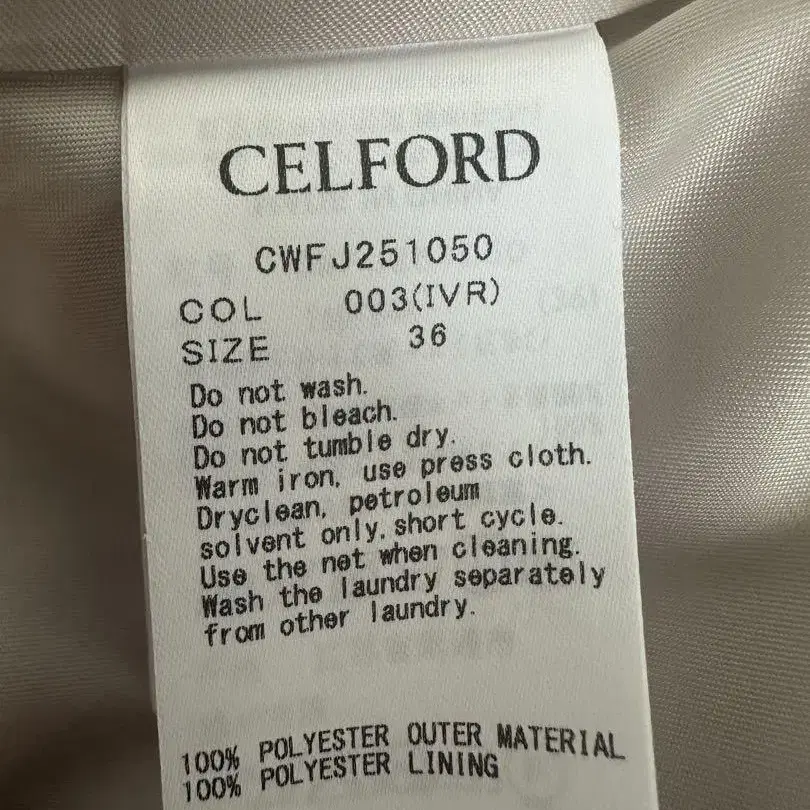 CELFORD
CWFJ251050
COL 003(IVR)
SIZE 36
Do not wash.
Do not bleach.
Do not tumble dry.
Warm iron, use press cloth.
Dryclean, petroleum
solvent only, short cycle.
Use the net when cleaning.
Wash the laundry separately
from other laundry.
100% POLYESTER OUTER MATERIAL
100% POLYESTER LINING